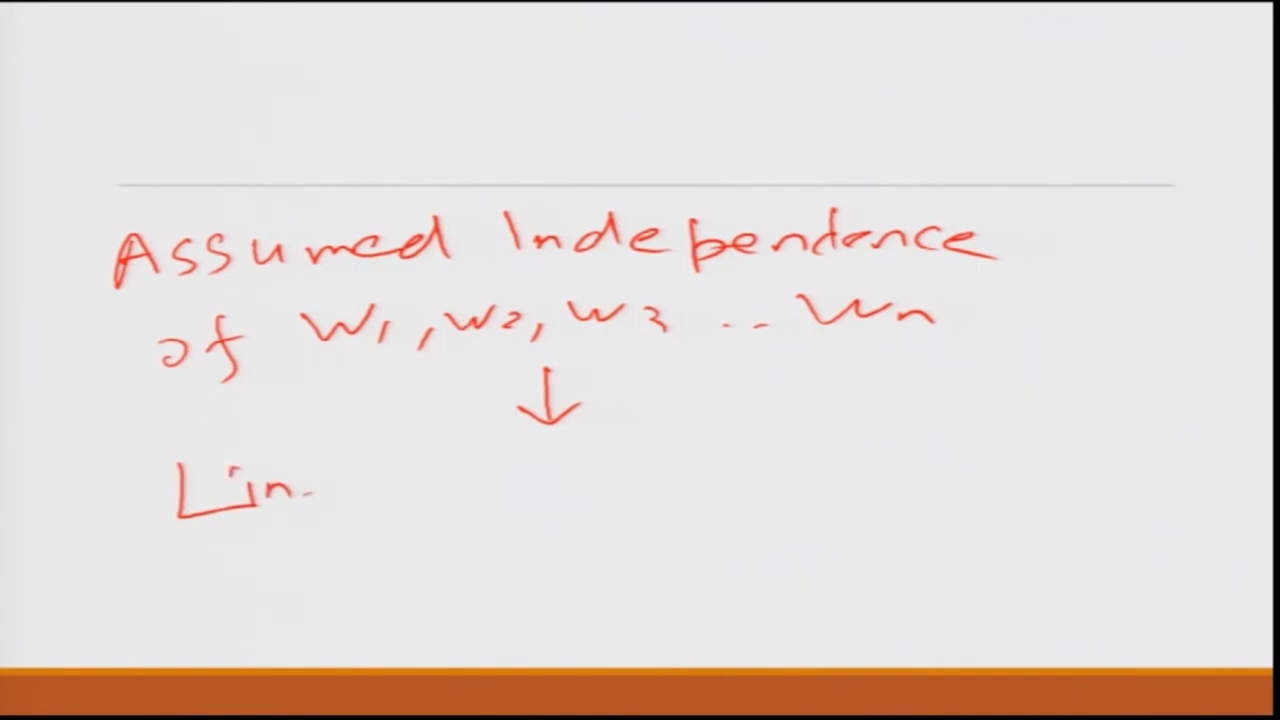 Assumed Independence
of W1, W2, W3 .. Wn
↓
Lin.